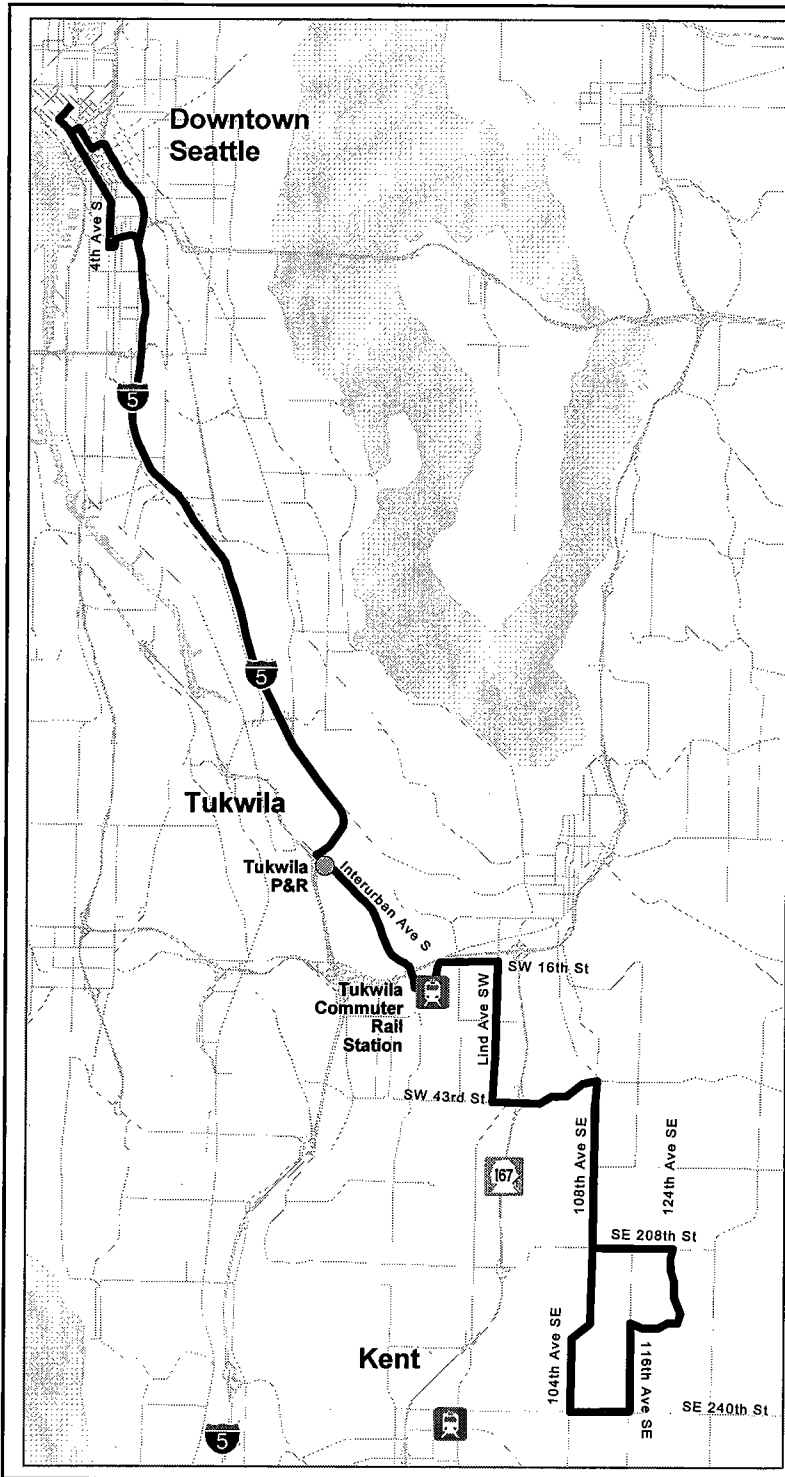 Downtown
Seattle
4th Ave S
5
5
Tukwila
Tukwila
P&R
Interurban Ave S
SW 16th St
Tukwila
Commuter
Rail
Station
Lind Ave SW
SW 43rd St
167
108th Ave SE
124th Ave SE
SE 208th St
104th Ave SE
Kent
116th Ave SE
SE 240th St
5